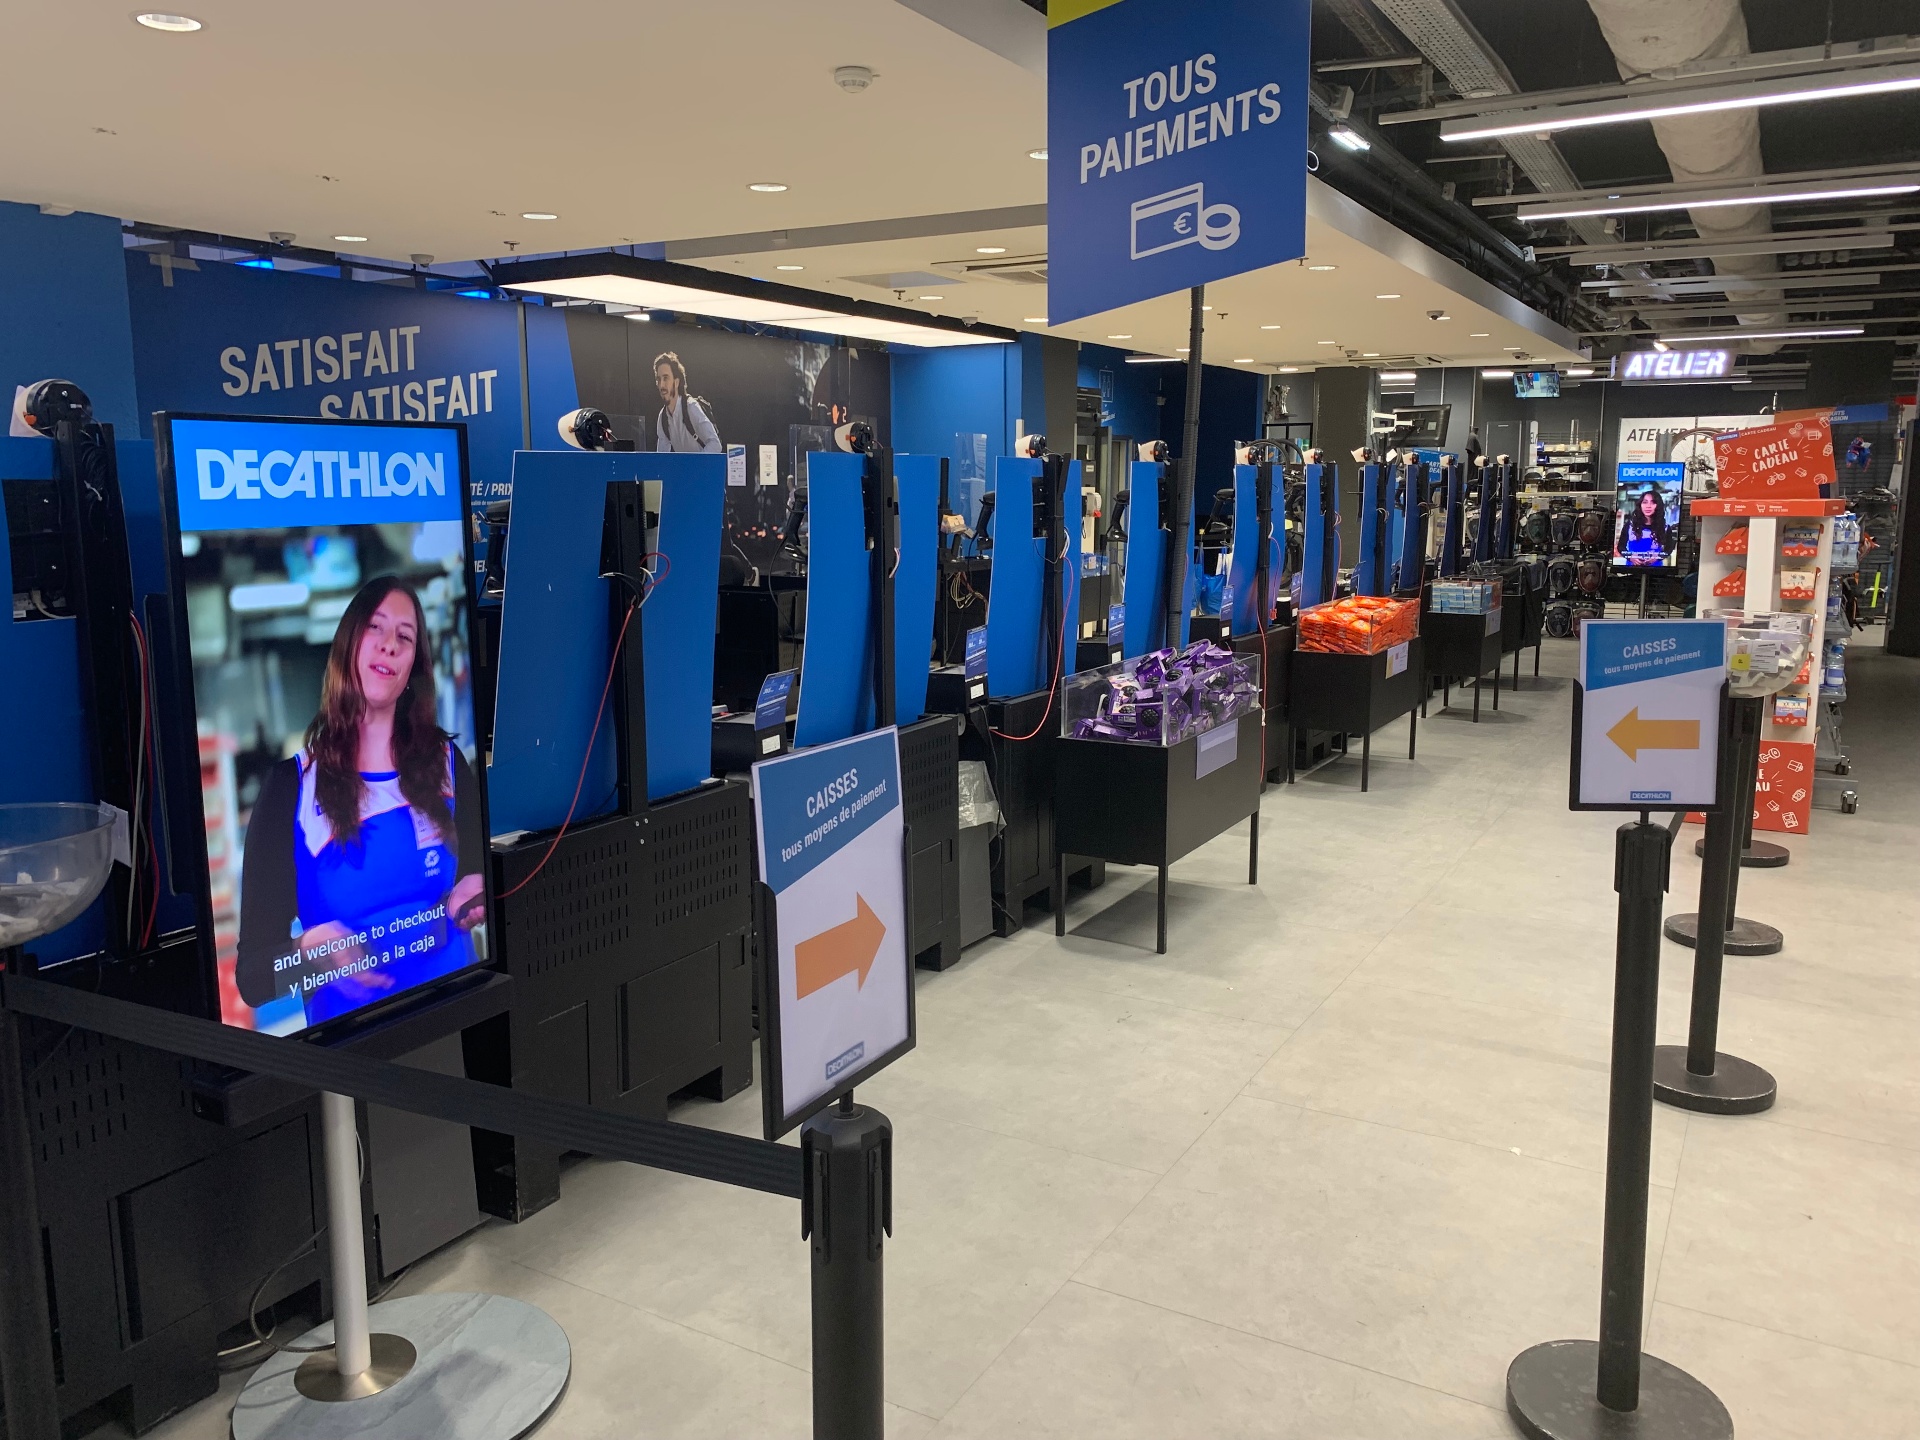 TOUS
PAIEMENTS
€
SATISFAIT
SATISFAIT
DECATHLON
and welcome to checkout
y bienvenido a la caja
CAISSES
tous moyens de paiement
DECATHLON
CAISSES
tous moyens de paiement
DECATHLON
ATELIER
ATELIER
DECATHLON
CARTE
CADEAU